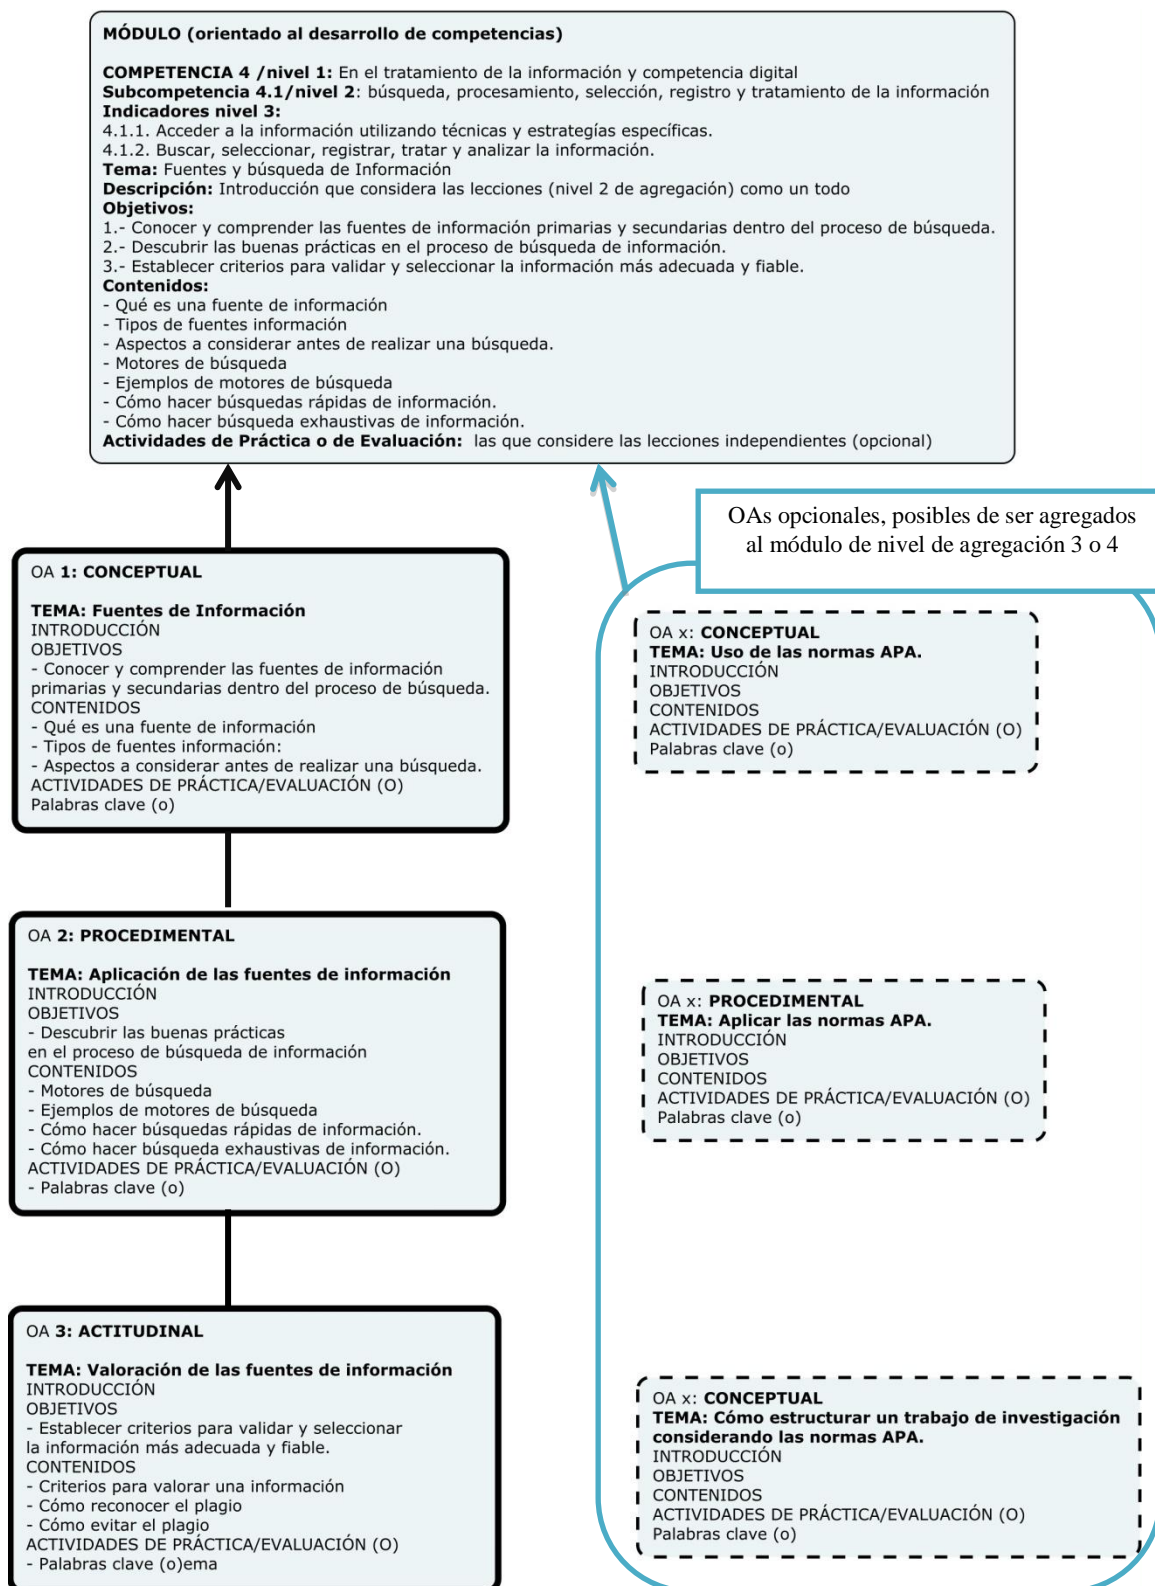 MÓDULO (orientado al desarrollo de competencias)
COMPETENCIA 4 /nivel 1: En el tratamiento de la información y competencia digital
Subcompetencia 4.1/nivel 2: búsqueda, procesamiento, selección, registro y tratamiento de la información
Indicadores nivel 3:
4.1.1. Acceder a la información utilizando técnicas y estrategías específicas.
4.1.2. Buscar, seleccionar, registrar, tratar y analizar la información.
Tema: Fuentes y búsqueda de Información
Descripción: Introducción que considera las lecciones (nivel 2 de agregación) como un todo
Objetivos:
1.- Conocer y comprender las fuentes de información primarias y secundarias dentro del proceso de búsqueda.
2.- Descubrir las buenas prácticas en el proceso de búsqueda de información.
3.- Establecer criterios para validar y seleccionar la información más adecuada y fiable.
Contenidos:
- Qué es una fuente de información
- Tipos de fuentes información
- Aspectos a considerar antes de realizar una búsqueda.
- Motores de búsqueda
- Ejemplos de motores de búsqueda
- Cómo hacer búsquedas rápidas de información.
- Cómo hacer búsqueda exhaustivas de información.
Actividades de Práctica o de Evaluación: las que considere las lecciones independientes (opcional)
OAs opcionales, posibles de ser agregados
al módulo de nivel de agregación 3 o 4
OA 1: CONCEPTUAL
TEMA: Fuentes de Información
INTRODUCCIÓN
OBJETIVOS
- Conocer y comprender las fuentes de información
primarias y secundarias dentro del proceso de búsqueda.
CONTENIDOS
- Qué es una fuente de información
- Tipos de fuentes información:
- Aspectos a considerar antes de realizar una búsqueda.
ACTIVIDADES DE PRÁCTICA/EVALUACIÓN (O)
Palabras clave (o)
OA 2: PROCEDIMENTAL
TEMA: Aplicación de las fuentes de información
INTRODUCCIÓN
OBJETIVOS
- Descubrir las buenas prácticas
en el proceso de búsqueda de información
CONTENIDOS
- Motores de búsqueda
- Ejemplos de motores de búsqueda
- Cómo hacer búsquedas rápidas de información.
- Cómo hacer búsqueda exhaustivas de información.
ACTIVIDADES DE PRÁCTICA/EVALUACIÓN (O)
- Palabras clave (o)
OA 3: ACTITUDINAL
TEMA: Valoración de las fuentes de información
INTRODUCCIÓN
OBJETIVOS
- Establecer criterios para validar y seleccionar
la información más adecuada y fiable.
CONTENIDOS
- Criterios para valorar una información
- Cómo reconocer el plagio
- Cómo evitar el plagio
ACTIVIDADES DE PRÁCTICA/EVALUACIÓN (O)
- Palabras clave (o)ema
OA x: CONCEPTUAL
TEMA: Uso de las normas APA.
INTRODUCCIÓN
OBJETIVOS
CONTENIDOS
ACTIVIDADES DE PRÁCTICA/EVALUACIÓN (O)
Palabras clave (o)
OA x: PROCEDIMENTAL
TEMA: Aplicar las normas APA.
INTRODUCCIÓN
OBJETIVOS
CONTENIDOS
ACTIVIDADES DE PRÁCTICA/EVALUACIÓN (O)
Palabras clave (o)
OA x: CONCEPTUAL
TEMA: Cómo estructurar un trabajo de investigación
considerando las normas APA.
INTRODUCCIÓN
OBJETIVOS
CONTENIDOS
ACTIVIDADES DE PRÁCTICA/EVALUACIÓN (O)
Palabras clave (o)